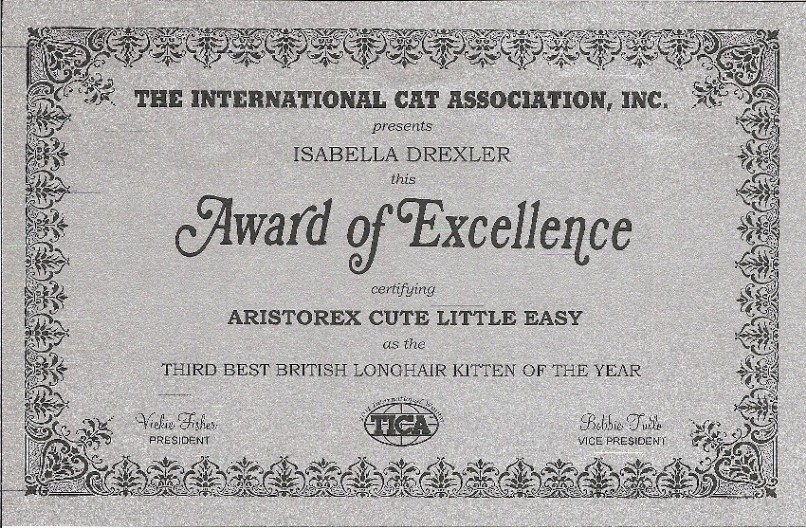 THE INTERNATIONAL CAT ASSOCIATION, INC.
presents
ISABELLA DREXLER
this
Award of Excellence
certifying
ARISTOREX CUTE LITTLE EASY
as the
THIRD BEST BRITISH LONGHAIR KITTEN OF THE YEAR
Vickie Fisher
PRESIDENT
TICA
Bobbie Tullo
VICE PRESIDENT